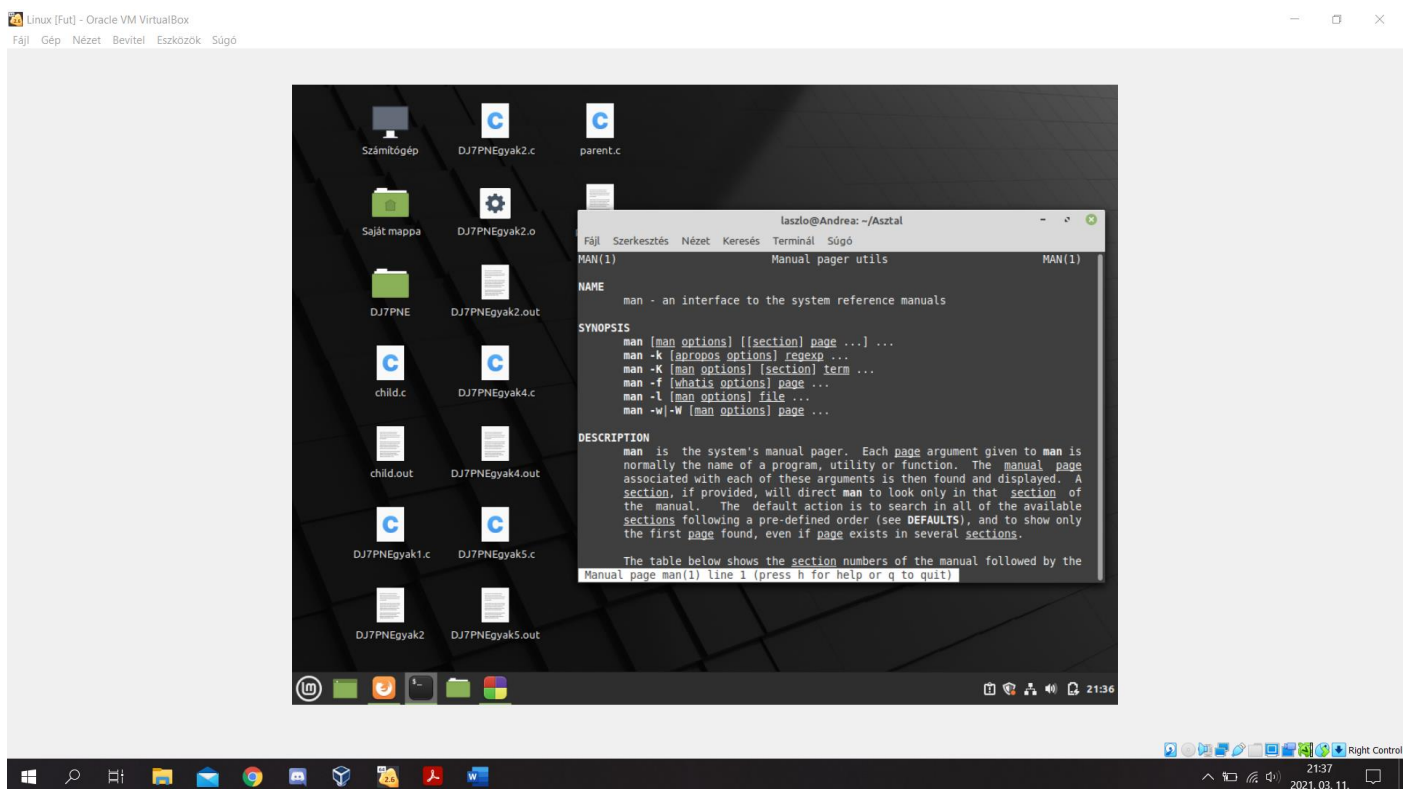 Linux [Fut] - Oracle VM VirtualBox
Fájl Gép Nézet Bevitel Eszközök Súgó
Számítógép
DJ7PNEgyak2.c
parent.c
Saját mappa
DJ7PNEgyak2.o
DJ7PNE
DJ7PNEgyak2.out
child.c
DJ7PNEgyak4.c
child.out
DJ7PNEgyak4.out
DJ7PNEgyak1.c
DJ7PNEgyak5.c
DJ7PNEgyak2
DJ7PNEgyak5.out
laszlo@Andrea: ~/Asztal
Fájl Szerkesztés Nézet Keresés Terminál Súgó
MAN(1) Manual pager utils MAN(1)
NAME
man - an interface to the system reference manuals
SYNOPSIS
man [man options] [[section] page ...] ...
man -k [apropos options] regexp ...
man -K [man options] [section] term ...
man -f [whatis options] page ...
man -l [man options] file ...
man -w|-W [man options] page ...
DESCRIPTION
man is the system's manual pager. Each page argument given to man is
normally the name of a program, utility or function. The manual page
associated with each of these arguments is then found and displayed. A
section, if provided, will direct man to look only in that section of
the manual. The default action is to search in all of the available
sections following a pre-defined order (see DEFAULTS), and to show only
the first page found, even if page exists in several sections.
The table below shows the section numbers of the manual followed by the
Manual page man(1) line 1 (press h for help or q to quit)
21:36
Right Control
2.6
21:37
2021. 03. 11.